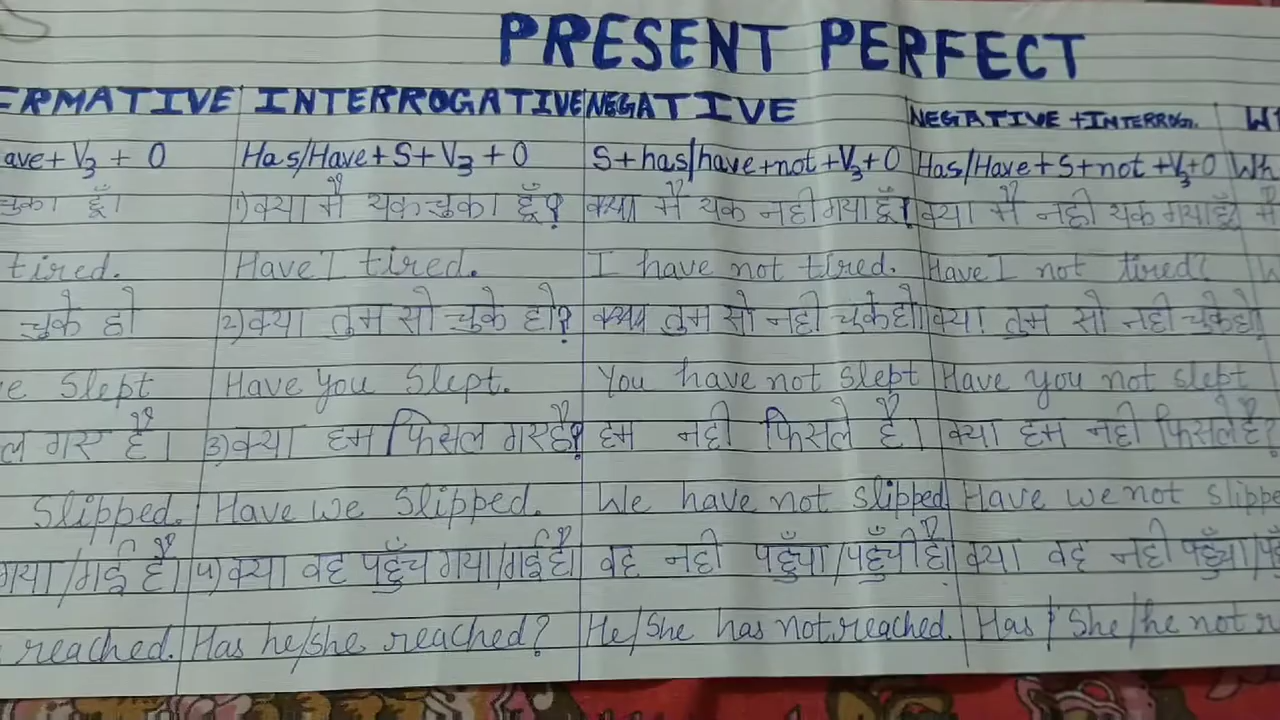 PRESENT PERFECT
ERMATIVE INTERROGATIVE NEGATIVE NEGATIVE + INTERROG. Wh
ave + V3 + O Has/Have + S + V3 + O S + has/have + not + V3 + O Has/Have + S + not + V3 + O Wh
चुका हूँ। 1) क्या मैं थक चुका हूँ? क्या मैं थक नही गया हूँ। क्या मैं नही थक गया हूँ
tired. Have I tired. I have not tired. Have I not tired?
चुके हो 2) क्या तुम सो चुके हो? तुम सो नही चुके हो। क्या तुम सो नही चुके हो
e Slept Have you Slept. You have not slept Have you not slept
ल गए हैं। 3) क्या हम फिसल गए हैं? हम नही फिसले हैं। क्या हम नही फिसले हैं?
Slipped. Have we Slipped. We have not slipped Have we not slippe
गया/गई है। क्या वह पहुँच गया/गई है। वह नही पहुँचा/पहुँची है। क्या वह नही पहुँचा/
reached. Has he/she reached? He/She has not reached. Has She/he not r